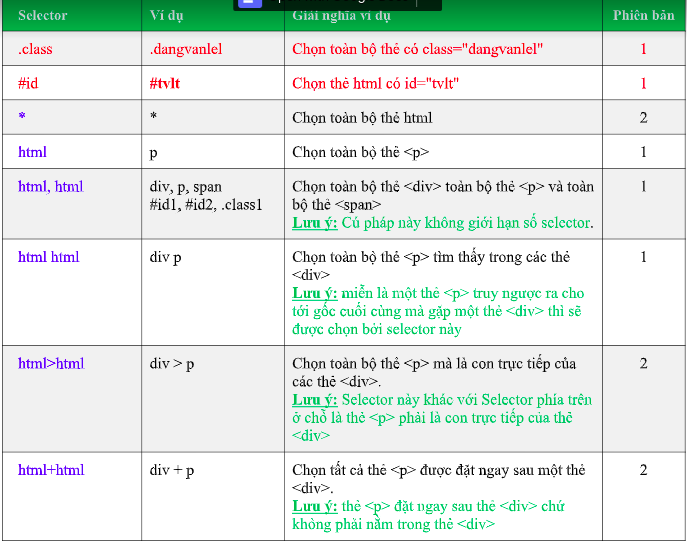 Selector Ví dụ Giải nghĩa ví dụ Phiên bản
.class .dangvanlel Chọn toàn bộ thẻ có class="dangvanlel" 1
#id #tvlt Chọn thẻ html có id="tvlt" 1
* * Chọn toàn bộ thẻ html 2
html p Chọn toàn bộ thẻ <p> 1
html, html div, p, span Chọn toàn bộ thẻ <div> toàn bộ thẻ <p> và toàn 1
#id1, #id2, .class1 bộ thẻ <span>
Lưu ý: Cú pháp này không giới hạn số selector.
html html div p Chọn toàn bộ thẻ <p> tìm thấy trong các thẻ 1
<div>
Lưu ý: miễn là một thẻ <p> truy ngược ra cho
tới gốc cuối cùng mà gặp một thẻ <div> thì sẽ
được chọn bởi selector này
html>html div > p Chọn toàn bộ thẻ <p> mà là con trực tiếp của 2
các thẻ <div>.
Lưu ý: Selector này khác với Selector phía trên
ở chổ là thẻ <p> phải là con trực tiếp của thẻ
<div>
html+html div + p Chọn tất cả thẻ <p> được đặt ngay sau một thẻ 2
<div>.
Lưu ý: thẻ <p> đặt ngay sau thẻ <div> chứ
không phải nằm trong thẻ <div>